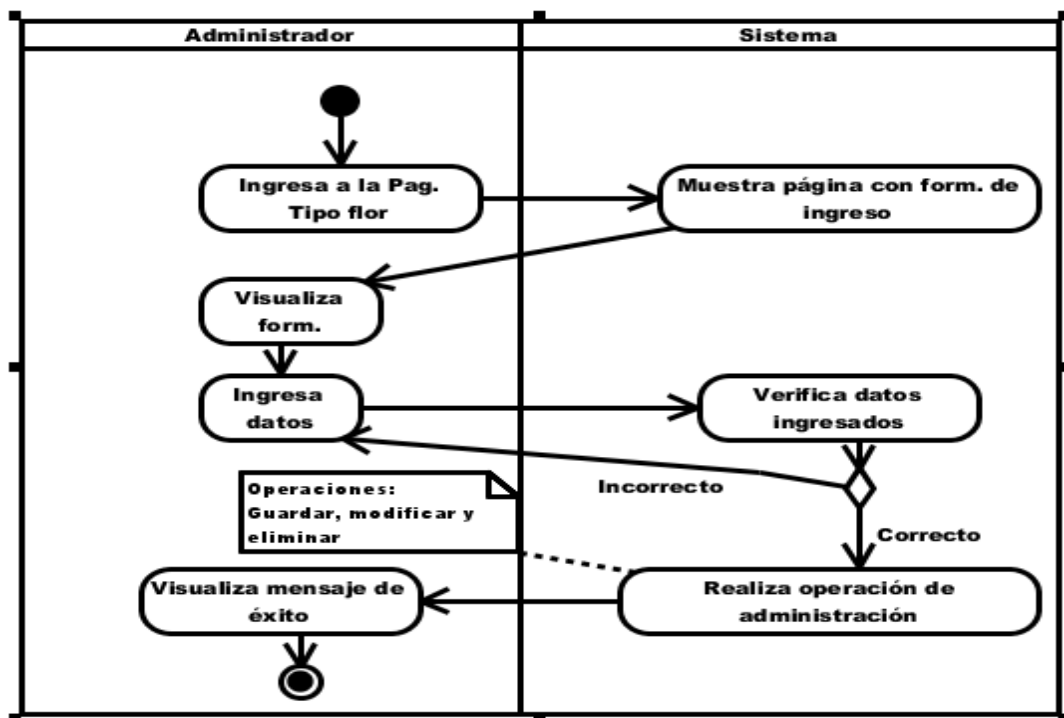 Administrador
Sistema
Ingresa a la Pag.
Tipo flor
Muestra página con form. de
ingreso
Visualiza
form.
Ingresa
datos
Verifica datos
ingresados
Incorrecto
Operaciones:
Guardar, modificar y
eliminar
Correcto
Visualiza mensaje de
éxito
Realiza operación de
administración